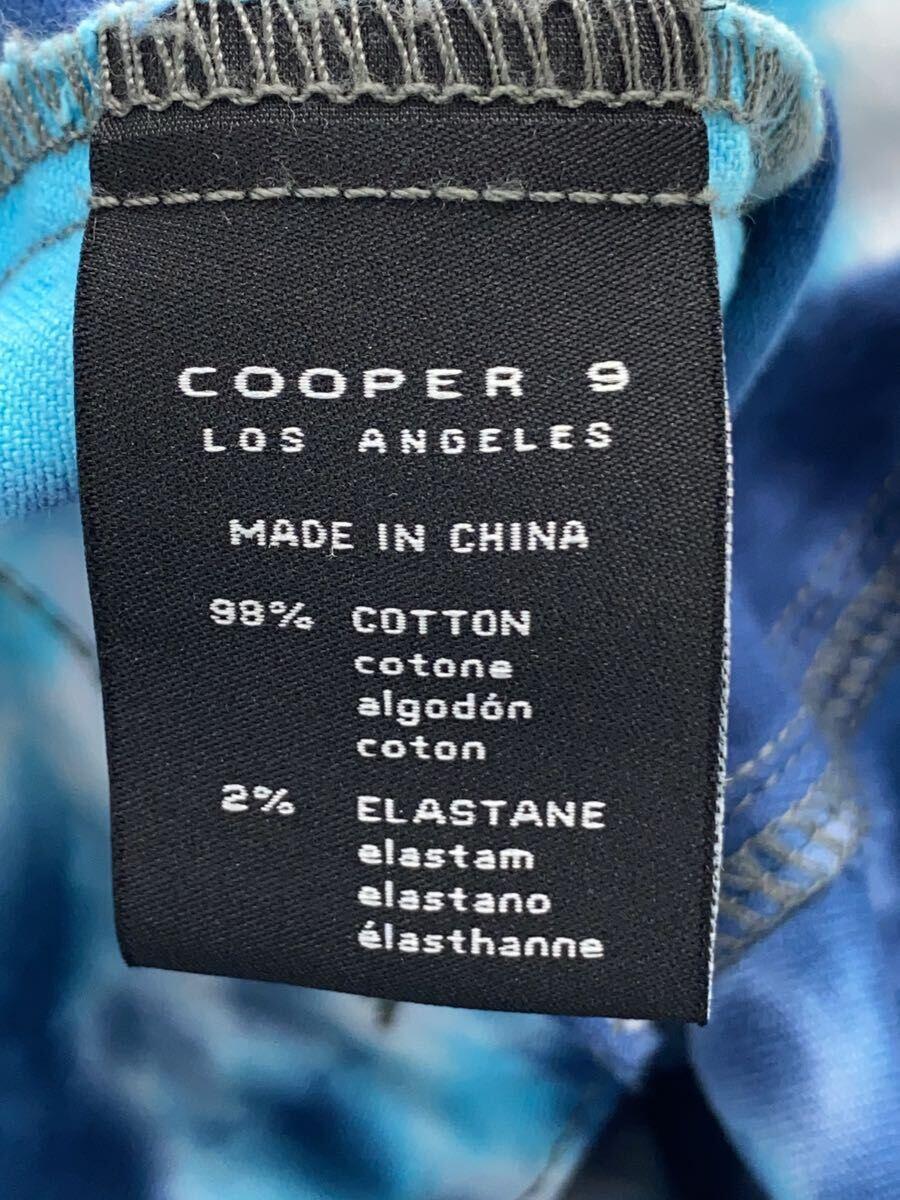 COOPER 9
LOS ANGELES
MADE IN CHINA
98% COTTON
cotone
algodón
coton
2% ELASTANE
elastam
elastano
élasthanne